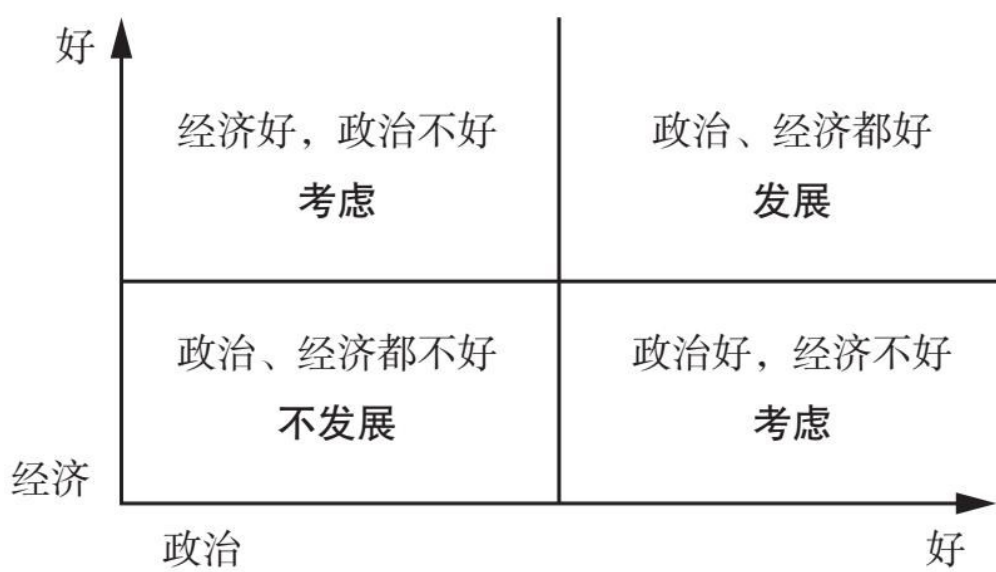 好
经济好，政治不好
考虑
政治、经济都好
发展
政治、经济都不好
不发展
政治好，经济不好
考虑
经济
政治
好